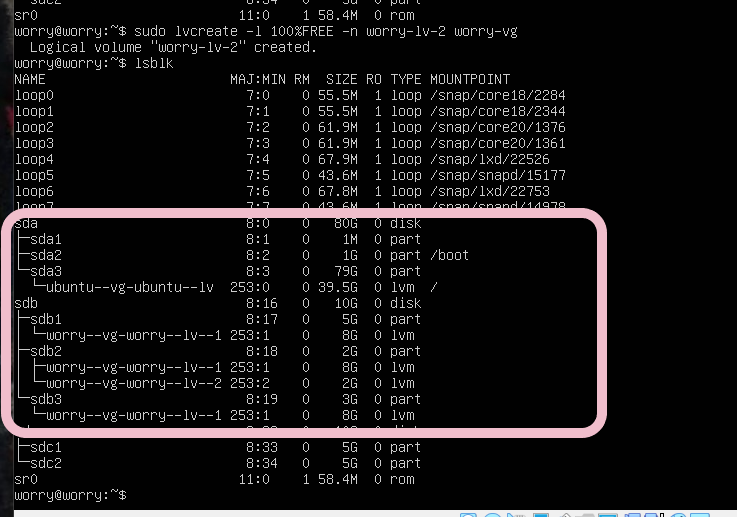 sr0 11:0 1 58.4M 0 rom
worry@worry:~$ sudo lvcreate -l 100%FREE -n worry-lv-2 worry-vg
Logical volume "worry-lv-2" created.
worry@worry:~$ lsblk
NAME MAJ:MIN RM SIZE RO TYPE MOUNTPOINT
loop0 7:0 0 55.5M 1 loop /snap/core18/2284
loop1 7:1 0 55.5M 1 loop /snap/core18/2344
loop2 7:2 0 61.9M 1 loop /snap/core20/1376
loop3 7:3 0 61.9M 1 loop /snap/core20/1361
loop4 7:4 0 67.9M 1 loop /snap/lxd/22526
loop5 7:5 0 43.6M 1 loop /snap/snapd/15177
loop6 7:6 0 67.8M 1 loop /snap/lxd/22753
loop7 7:7 0 43.6M 1 loop /snap/snapd/14978
sda 8:0 0 80G 0 disk
├─sda1 8:1 0 1M 0 part
├─sda2 8:2 0 1G 0 part /boot
└─sda3 8:3 0 79G 0 part
└─ubuntu--vg-ubuntu--lv 253:0 0 39.5G 0 lvm /
sdb 8:16 0 10G 0 disk
├─sdb1 8:17 0 5G 0 part
│ └─worry--vg-worry--lv--1 253:1 0 8G 0 lvm
├─sdb2 8:18 0 2G 0 part
│ ├─worry--vg-worry--lv--1 253:1 0 8G 0 lvm
│ └─worry--vg-worry--lv--2 253:2 0 2G 0 lvm
└─sdb3 8:19 0 3G 0 part
└─worry--vg-worry--lv--1 253:1 0 8G 0 lvm
├─sdc1 8:33 0 5G 0 part
└─sdc2 8:34 0 5G 0 part
sr0 11:0 1 58.4M 0 rom
worry@worry:~$